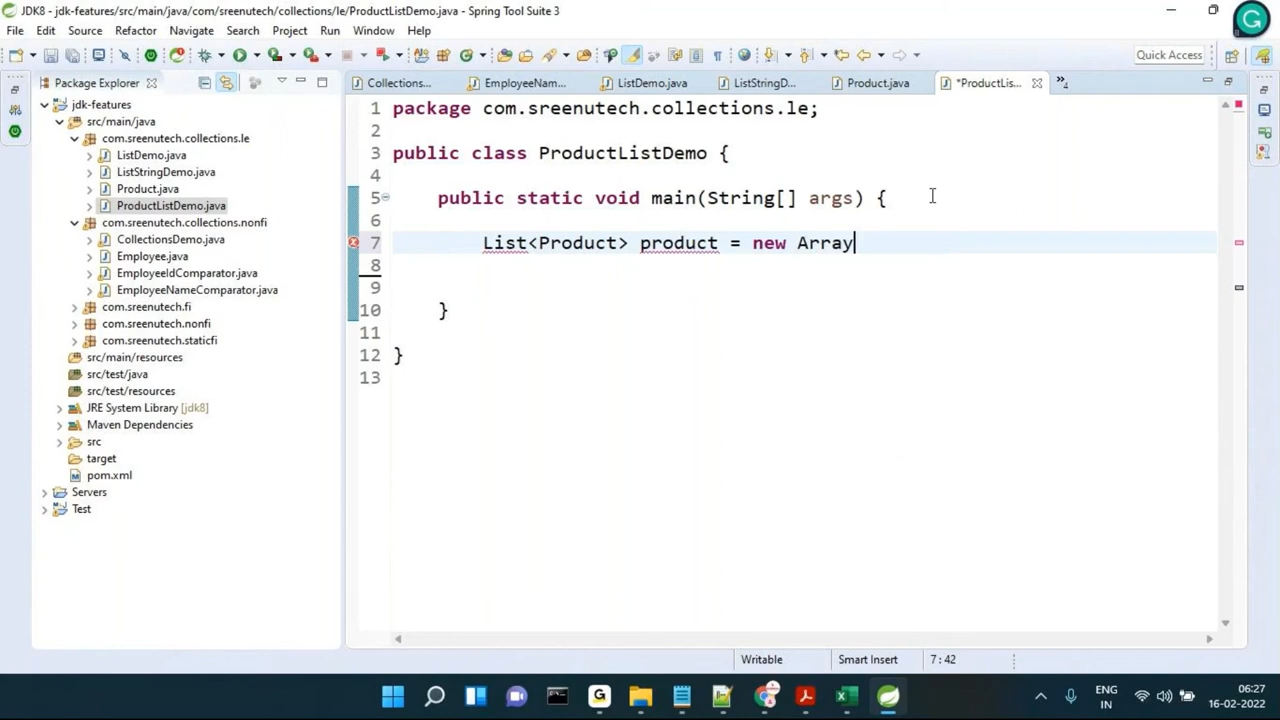 JDK8 - jdk-features/src/main/java/com/sreenutech/collections/le/ProductListDemo.java - Spring Tool Suite 3
File Edit Source Refactor Navigate Search Project Run Window Help
Quick Access
Package Explorer
Collections... EmployeeNam... ListDemo.java ListStringD... Product.java *ProductLis... »4
jdk-features
src/main/java
com.sreenutech.collections.le
ListDemo.java
ListStringDemo.java
Product.java
ProductListDemo.java
com.sreenutech.collections.nonfi
CollectionsDemo.java
Employee.java
EmployeeIdComparator.java
EmployeeNameComparator.java
com.sreenutech.fi
com.sreenutech.nonfi
com.sreenutech.staticfi
src/main/resources
src/test/java
src/test/resources
JRE System Library [jdk8]
Maven Dependencies
src
target
pom.xml
Servers
Test
1 package com.sreenutech.collections.le;
2
3 public class ProductListDemo {
4
5 public static void main(String[] args) {
6
7 List<Product> product = new Array
8
9
10 }
11
12 }
13
Writable Smart Insert 7:42
ENG
IN
06:27
16-02-2022